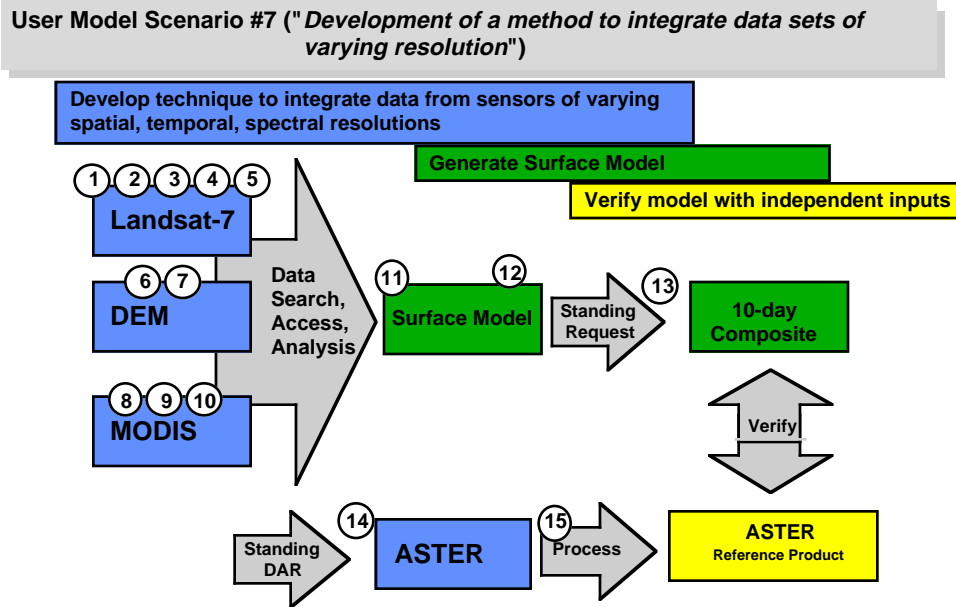 User Model Scenario #7 ("Development of a method to integrate data sets of
varying resolution")
Develop technique to integrate data from sensors of varying
spatial, temporal, spectral resolutions
Generate Surface Model
Verify model with independent inputs
1 2 3 4 5
Landsat-7
6 7
DEM
8 9 10
MODIS
Data
Search,
Access,
Analysis
11 12
Surface Model
Standing
Request
13
10-day
Composite
Verify
Standing
DAR
14
ASTER
15
Process
ASTER
Reference Product